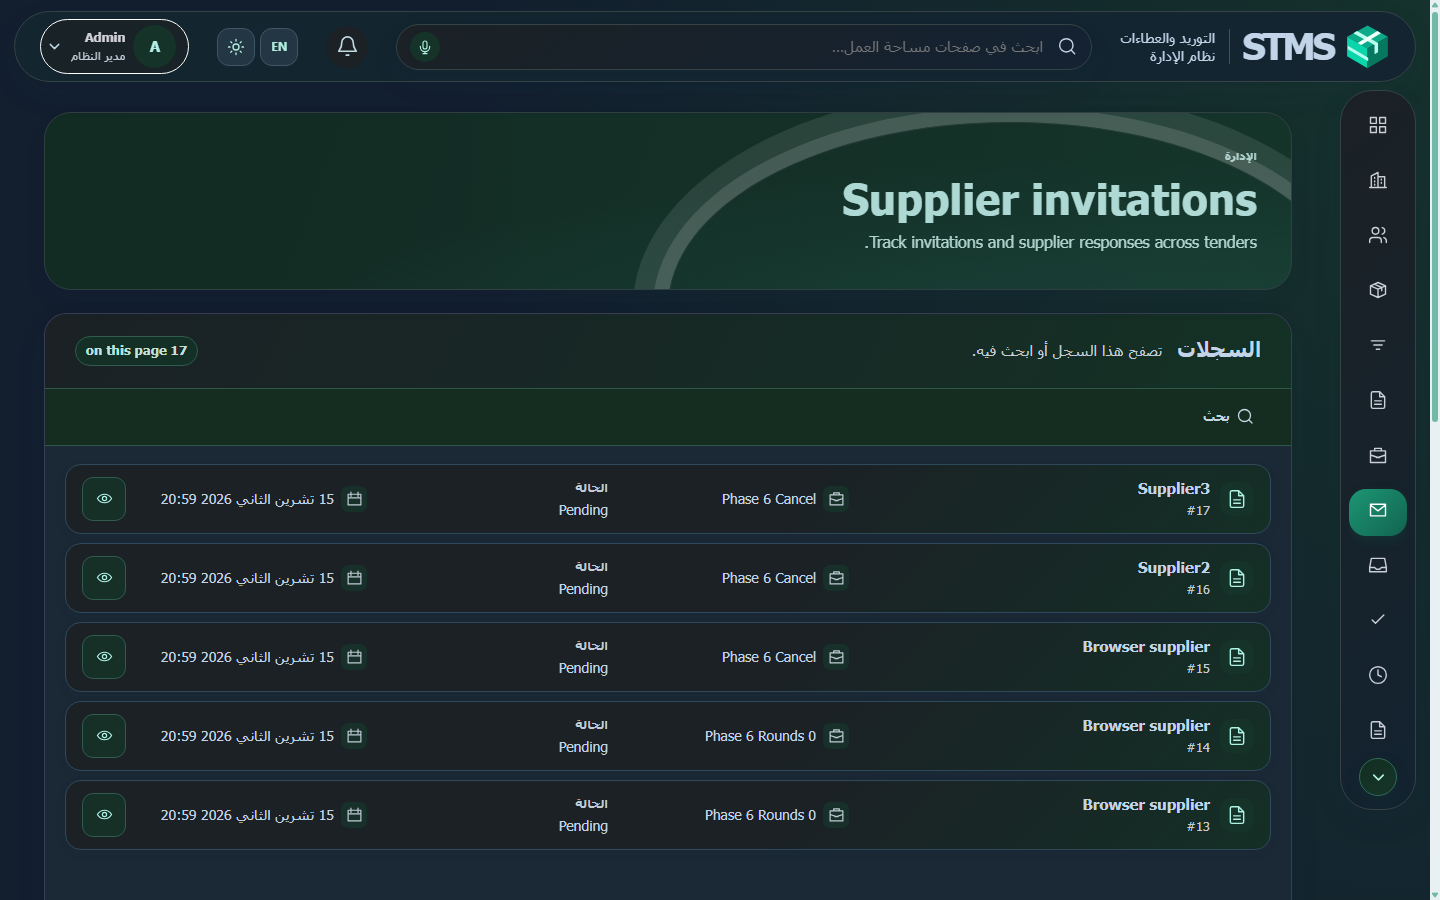 STMS
التوريد والعطاءات
نظام الإدارة
ابحث في صفحات مساحة العمل...
EN
A
Admin
مدير النظام
الإدارة
Supplier invitations
Track invitations and supplier responses across tenders.
السجلات
تصفح هذا السجل أو ابحث فيه.
17 on this page
بحث
Supplier3
#17
Phase 6 Cancel
الحالة
Pending
15 تشرين الثاني 2026 20:59
Supplier2
#16
Phase 6 Cancel
الحالة
Pending
15 تشرين الثاني 2026 20:59
Browser supplier
#15
Phase 6 Cancel
الحالة
Pending
15 تشرين الثاني 2026 20:59
Browser supplier
#14
Phase 6 Rounds 0
الحالة
Pending
15 تشرين الثاني 2026 20:59
Browser supplier
#13
Phase 6 Rounds 0
الحالة
Pending
15 تشرين الثاني 2026 20:59